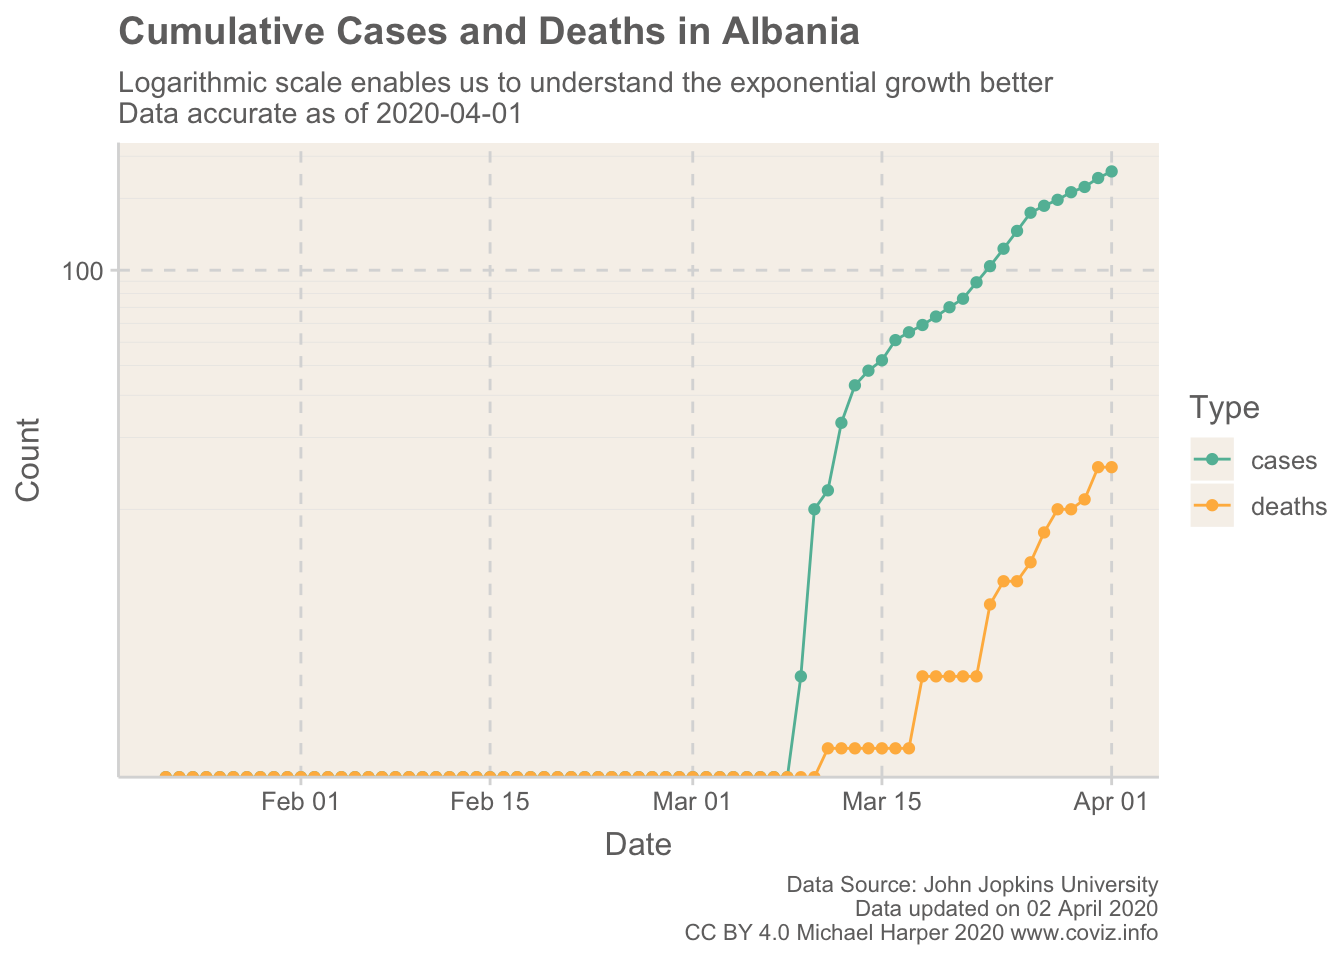 Cumulative Cases and Deaths in Albania
Logarithmic scale enables us to understand the exponential growth better
Data accurate as of 2020-04-01
100
Count
Type
cases
deaths
Feb 01
Feb 15
Mar 01
Mar 15
Apr 01
Date
Data Source: John Jopkins University
Data updated on 02 April 2020
CC BY 4.0 Michael Harper 2020 www.coviz.info